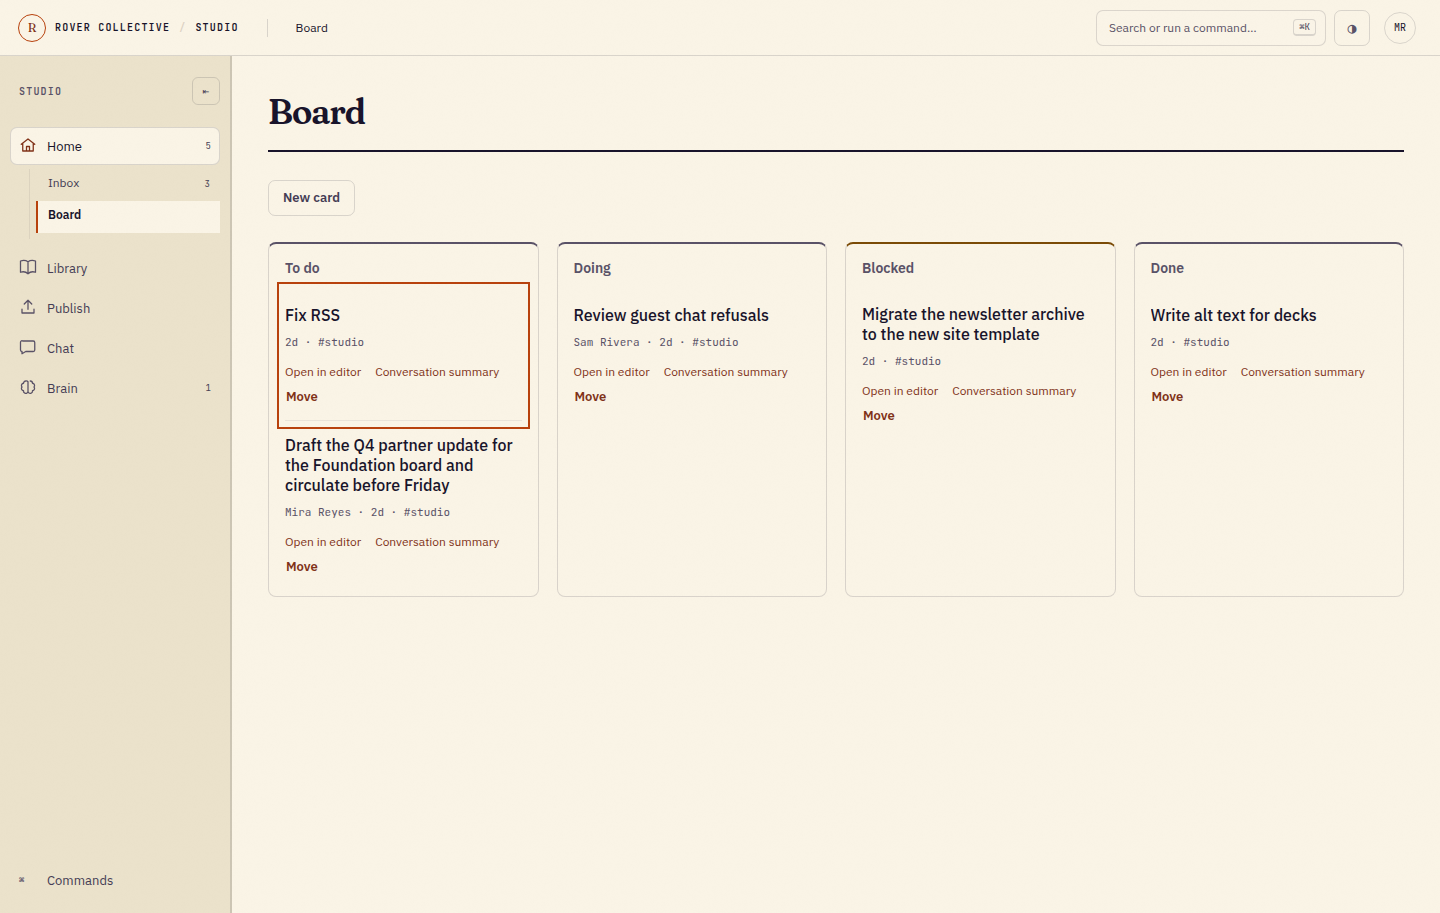 R ROVER COLLECTIVE / STUDIO
Board
Search or run a command... ⌘K
◑
MR
STUDIO
⇤
Home 5
Inbox 3
Board
Library
Publish
Chat
Brain 1
⌘ Commands
Board
New card
To do
Fix RSS
2d · #studio
Open in editor Conversation summary
Move
Draft the Q4 partner update for
the Foundation board and
circulate before Friday
Mira Reyes · 2d · #studio
Open in editor Conversation summary
Move
Doing
Review guest chat refusals
Sam Rivera · 2d · #studio
Open in editor Conversation summary
Move
Blocked
Migrate the newsletter archive
to the new site template
2d · #studio
Open in editor Conversation summary
Move
Done
Write alt text for decks
2d · #studio
Open in editor Conversation summary
Move